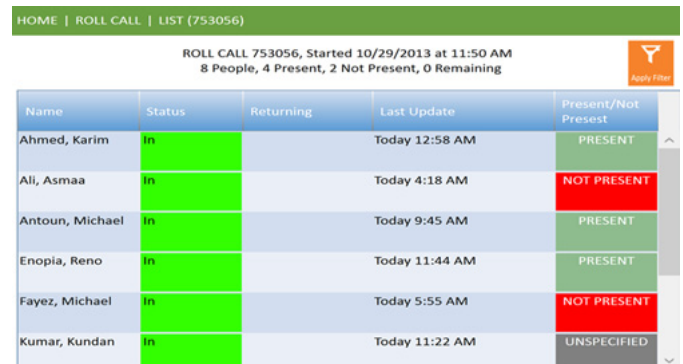 HOME | ROLL CALL | LIST (753056)
ROLL CALL 753056, Started 10/29/2013 at 11:50 AM
8 People, 4 Present, 2 Not Present, 0 Remaining
Apply Filter
Name Status Returning Last Update Present/Not Presest
Ahmed, Karim In Today 12:58 AM PRESENT
Ali, Asmaa In Today 4:18 AM NOT PRESENT
Antoun, Michael In Today 9:45 AM PRESENT
Enopia, Reno In Today 11:44 AM PRESENT
Fayez, Michael In Today 5:55 AM NOT PRESENT
Kumar, Kundan In Today 11:22 AM UNSPECIFIED